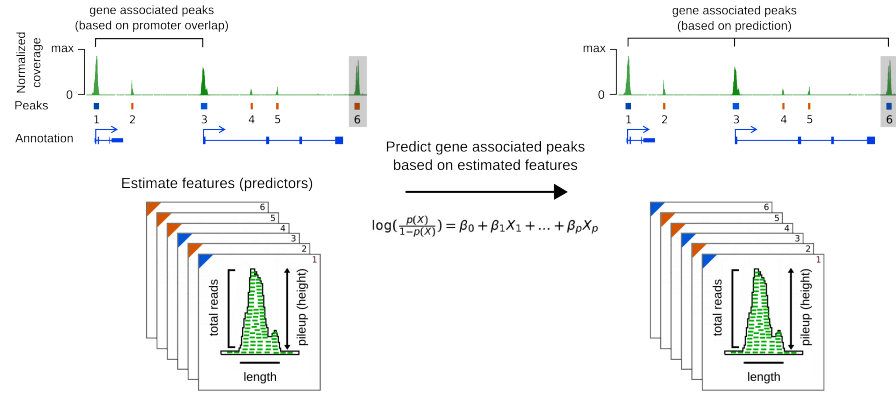 gene associated peaks
(based on promoter overlap)
Normalized
coverage
max
0
Peaks
1 2 3 4 5 6
Annotation
gene associated peaks
(based on prediction)
max
0
1 2 3 4 5 6
Predict gene associated peaks
based on estimated features
log(p(X)/1−p(X)) = β0 + β1X1 + ... + βpXp
Estimate features (predictors)
6
5
4
3
2
1
total reads
pileup (height)
length
6
5
4
3
2
1
total reads
pileup (height)
length